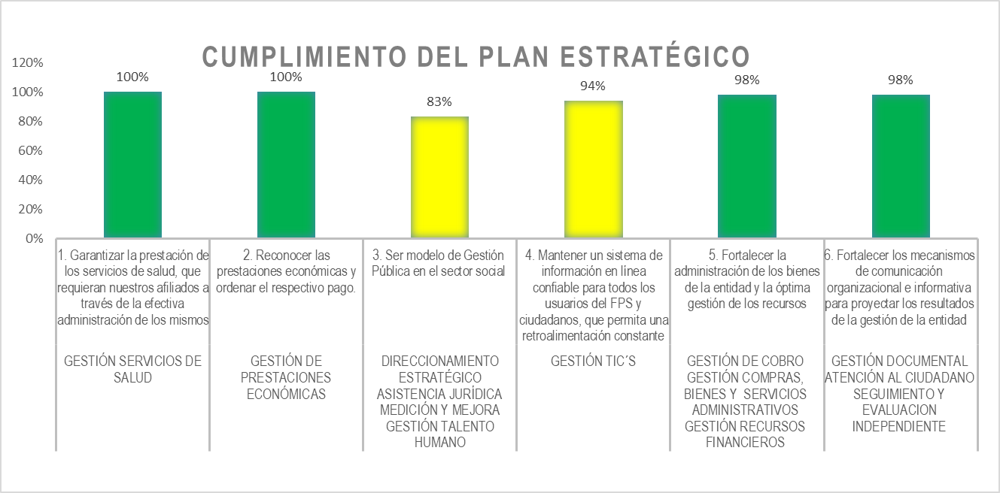 CUMPLIMIENTO DEL PLAN ESTRATÉGICO
120%
100%
80%
60%
40%
20%
0%
100%
100%
83%
94%
98%
98%
1. Garantizar la prestación de
los servicios de salud, que
requieran nuestros afiliados a
través de la efectiva
administración de los mismos
2. Reconocer las
prestaciones económicas y
ordenar el respectivo pago.
3. Ser modelo de Gestión
Pública en el sector social
4. Mantener un sistema de
información en línea
confiable para todos los
usuarios del FPS y
ciudadanos, que permita una
retroalimentación constante
5. Fortalecer la
administración de los bienes
de la entidad y la óptima
gestión de los recursos
6. Fortalecer los mecanismos
de comunicación
organizacional e informativa
para proyectar los resultados
de la gestión de la entidad
GESTIÓN SERVICIOS DE
SALUD
GESTIÓN DE
PRESTACIONES
ECONÓMICAS
DIRECCIONAMIENTO
ESTRATÉGICO
ASISTENCIA JURÍDICA
MEDICIÓN Y MEJORA
GESTIÓN TALENTO
HUMANO
GESTIÓN TIC´S
GESTIÓN DE COBRO
GESTIÓN COMPRAS,
BIENES Y  SERVICIOS
ADMINISTRATIVOS
GESTIÓN RECURSOS
FINANCIEROS
GESTIÓN DOCUMENTAL
ATENCIÓN AL CIUDADANO
SEGUIMIENTO Y
EVALUACION
INDEPENDIENTE